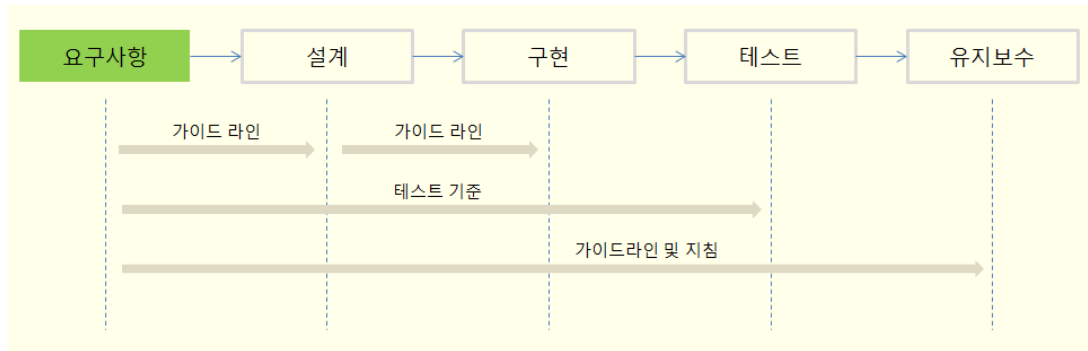 요구사항
설계
구현
테스트
유지보수
가이드 라인
가이드 라인
테스트 기준
가이드라인 및 지침